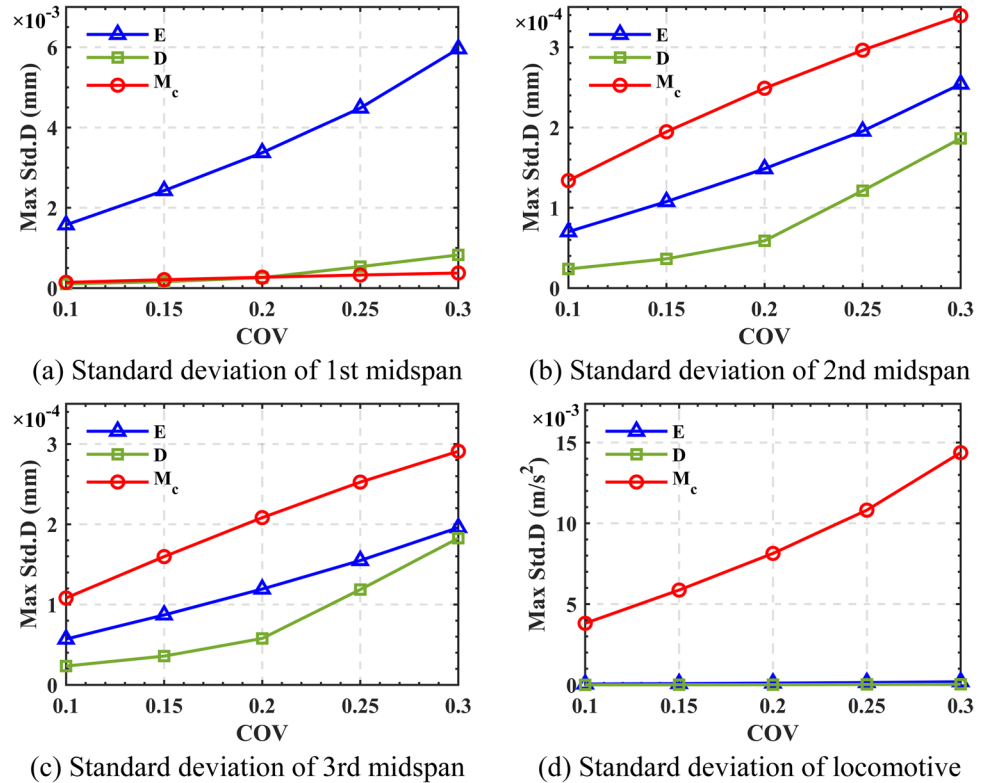 ×10⁻³
6
4
2
0
Max Std.D (mm)
E
D
M_c
0.1 0.15 0.2 0.25 0.3
COV
(a) Standard deviation of 1st midspan
×10⁻⁴
3
2
1
0
Max Std.D (mm)
E
D
M_c
0.1 0.15 0.2 0.25 0.3
COV
(b) Standard deviation of 2nd midspan
×10⁻⁴
3
2
1
0
Max Std.D (mm)
E
D
M_c
0.1 0.15 0.2 0.25 0.3
COV
(c) Standard deviation of 3rd midspan
×10⁻³
15
10
5
0
Max Std.D (m/s²)
E
D
M_c
0.1 0.15 0.2 0.25 0.3
COV
(d) Standard deviation of locomotive